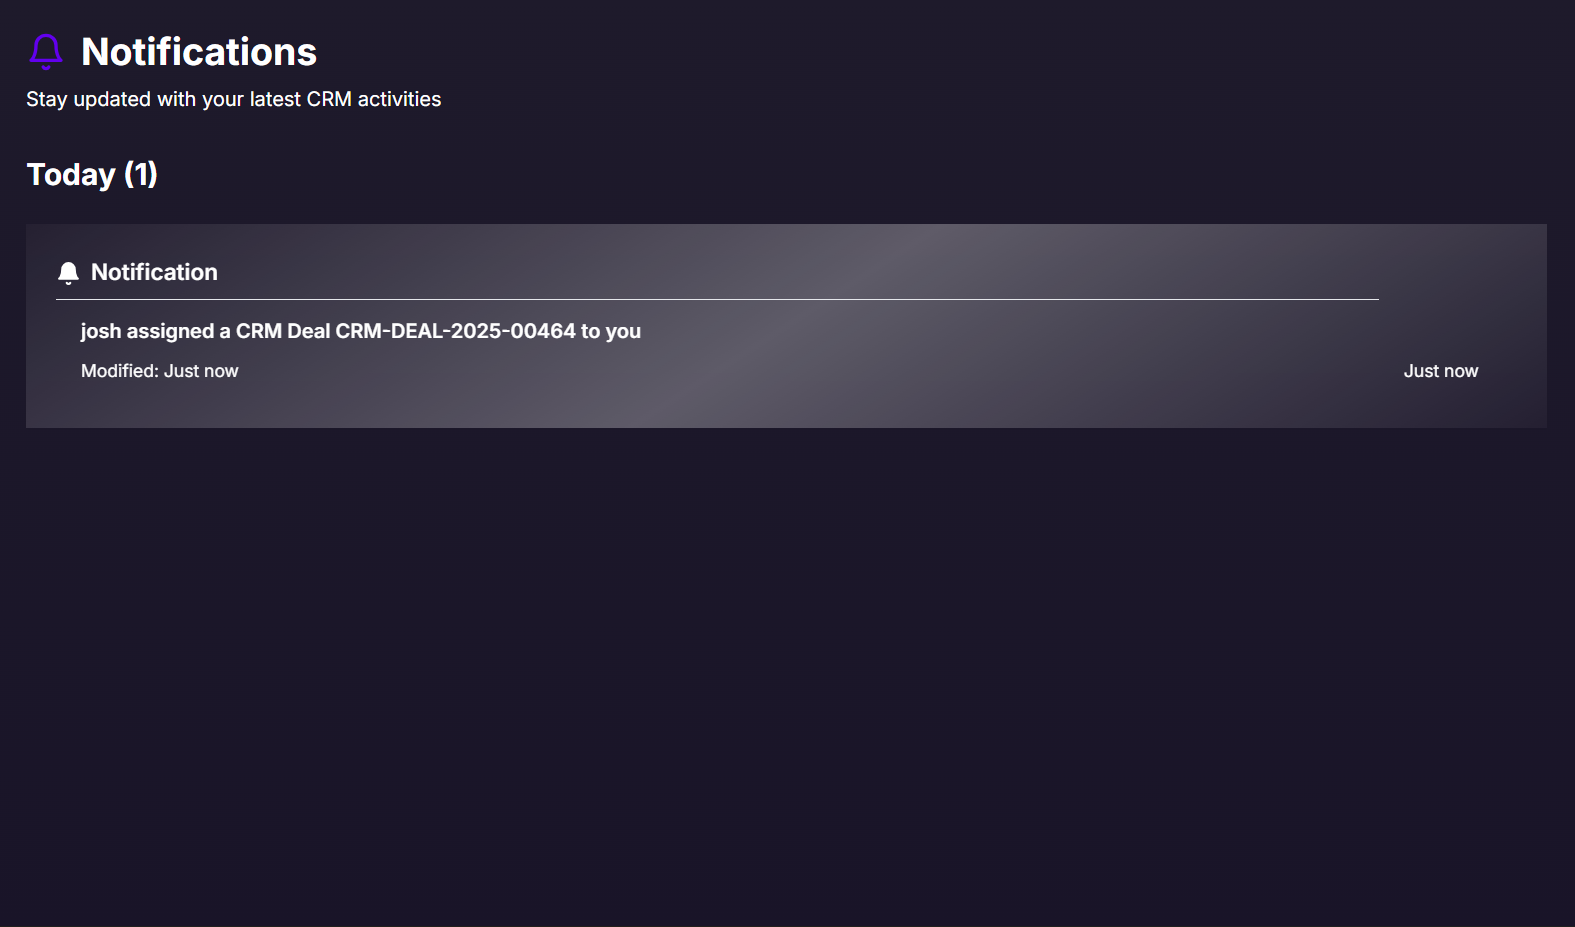 Notifications
Stay updated with your latest CRM activities
Today (1)
Notification
josh assigned a CRM Deal CRM-DEAL-2025-00464 to you
Modified: Just now
Just now